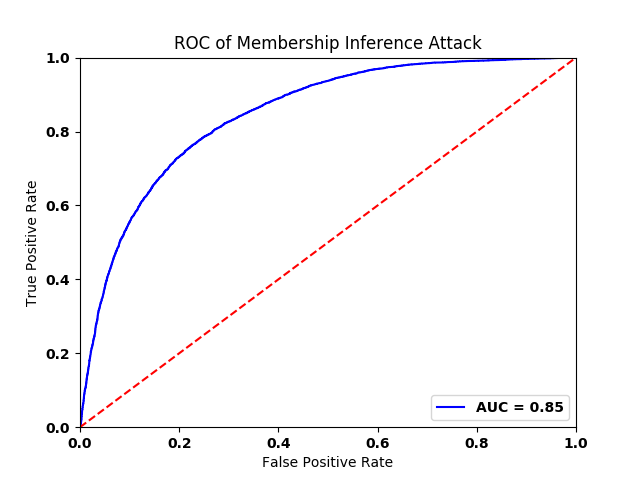 ROC of Membership Inference Attack
1.0
0.8
0.6
0.4
0.2
0.0
True Positive Rate
0.0 0.2 0.4 0.6 0.8 1.0
False Positive Rate
AUC = 0.85